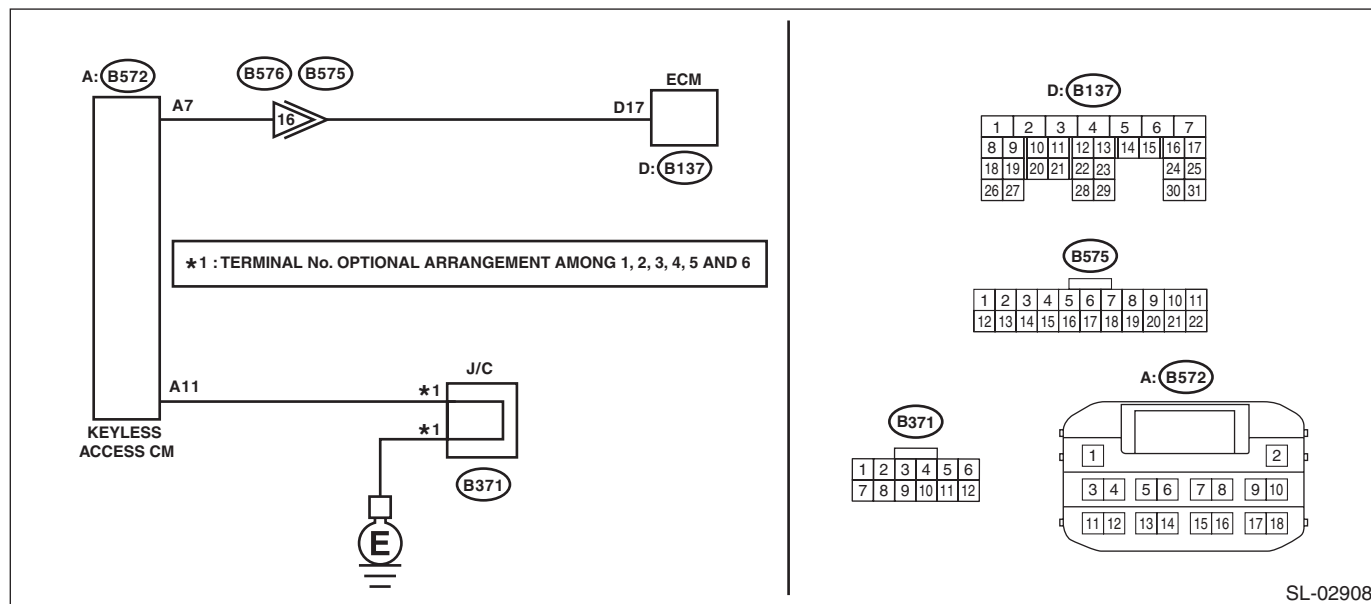 A: B572
B576 B575
ECM
A7
16
D17
D: B137
*1 : TERMINAL No. OPTIONAL ARRANGEMENT AMONG 1, 2, 3, 4, 5 AND 6
J/C
A11
*1
*1
KEYLESS
ACCESS CM
B371
E
D: B137
1 2 3 4 5 6 7
8 9 10 11 12 13 14 15 16 17
18 19 20 21 22 23 24 25
26 27 28 29 30 31
B575
1 2 3 4 5 6 7 8 9 10 11
12 13 14 15 16 17 18 19 20 21 22
B371
1 2 3 4 5 6
7 8 9 10 11 12
A: B572
1 2
3 4 5 6 7 8 9 10
11 12 13 14 15 16 17 18
SL-02908